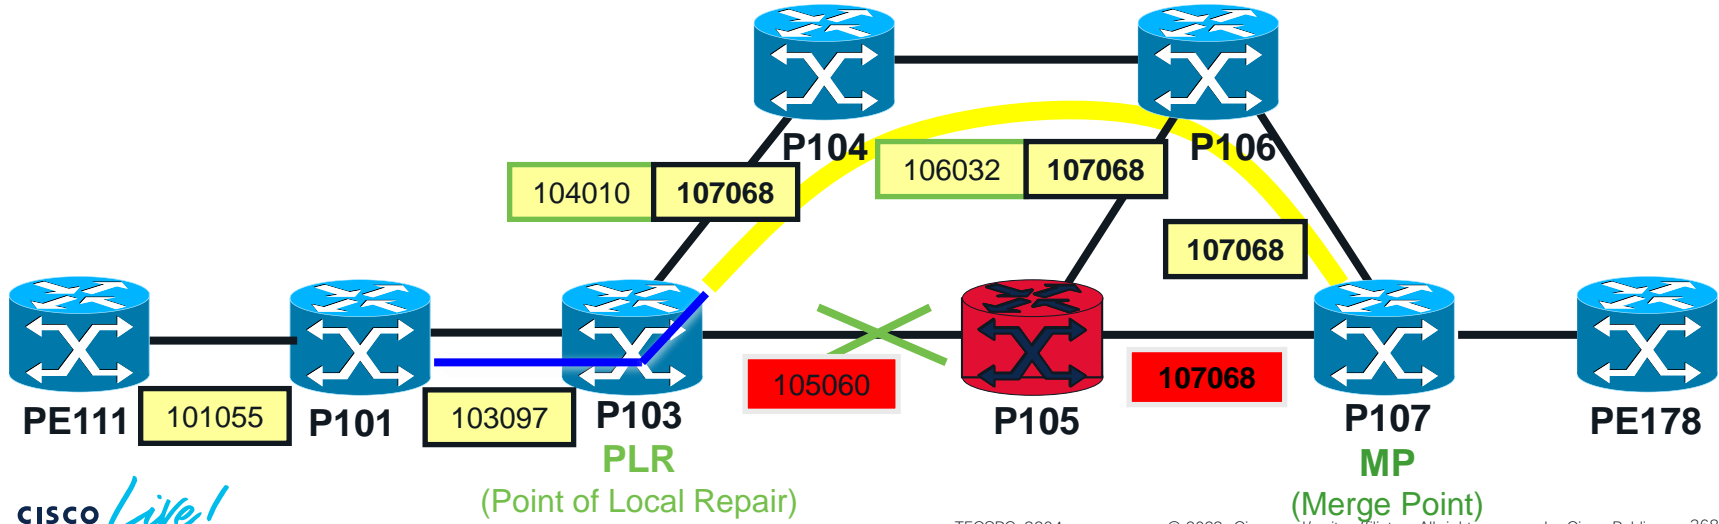 P104
P106
104010 107068
106032 107068
107068
105060
107068
PE111
101055
P101
103097
P103
P105
P107
PE178
PLR
(Point of Local Repair)
MP
(Merge Point)
CISCO Live!